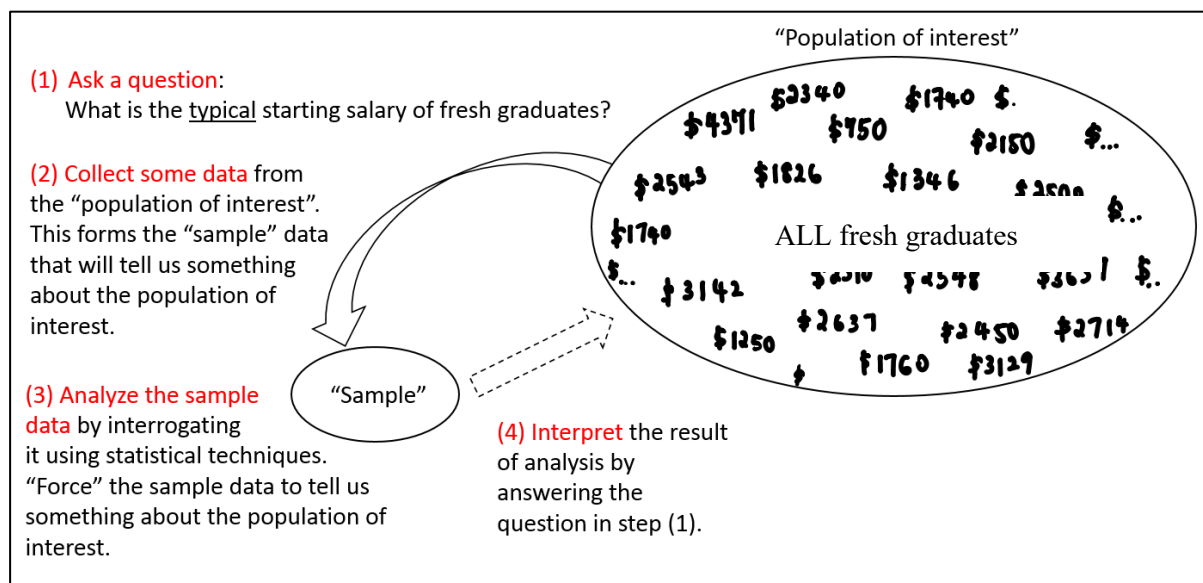 “Population of interest”
(1) Ask a question:
What is the typical starting salary of fresh graduates?
(2) Collect some data from
the “population of interest”.
This forms the “sample” data
that will tell us something
about the population of
interest.
(3) Analyze the sample
data by interrogating
it using statistical techniques.
“Force” the sample data to tell us
something about the population of
interest.
“Sample”
(4) Interpret the result
of analysis by
answering the
question in step (1).
$2340 $1740 $.
$4371 $750 $2150 $...
$2543 $1826 $1346
$1740 ALL fresh graduates $...
$... $3142 $..
$1250 $2637 $2450 $2714
$1760 $3129
$